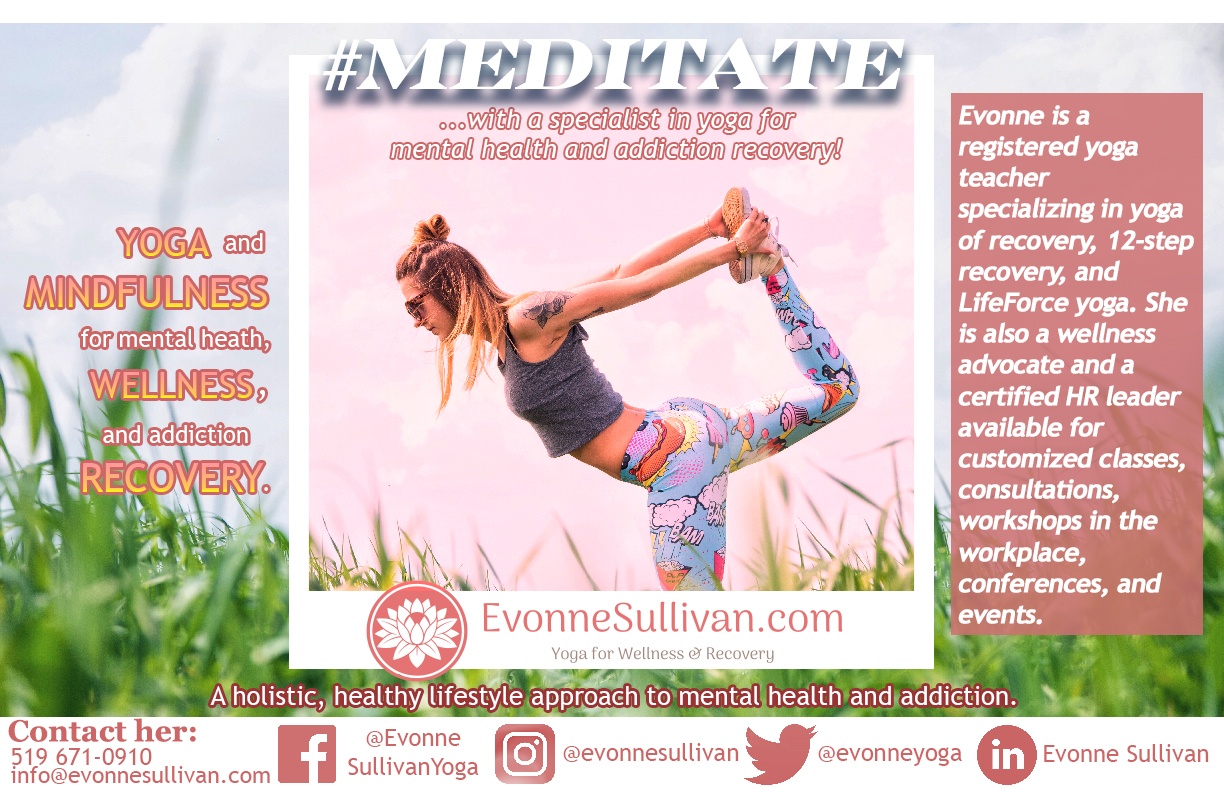 #MEDITATE
...with a specialist in yoga for
mental health and addiction recovery!
YOGA and
MINDFULNESS
for mental heath,
WELLNESS,
and addiction
RECOVERY.
Evonne is a
registered yoga
teacher
specializing in yoga
of recovery, 12-step
recovery, and
LifeForce yoga. She
is also a wellness
advocate and a
certified HR leader
available for
customized classes,
consultations,
workshops in the
workplace,
conferences, and
events.
BAM
EvonneSullivan.com
Yoga for Wellness & Recovery
A holistic, healthy lifestyle approach to mental health and addiction.
Contact her:
519 671-0910
info@evonnesullivan.com
@Evonne
SullivanYoga
@evonnesullivan
@evonneyoga
in
Evonne Sullivan